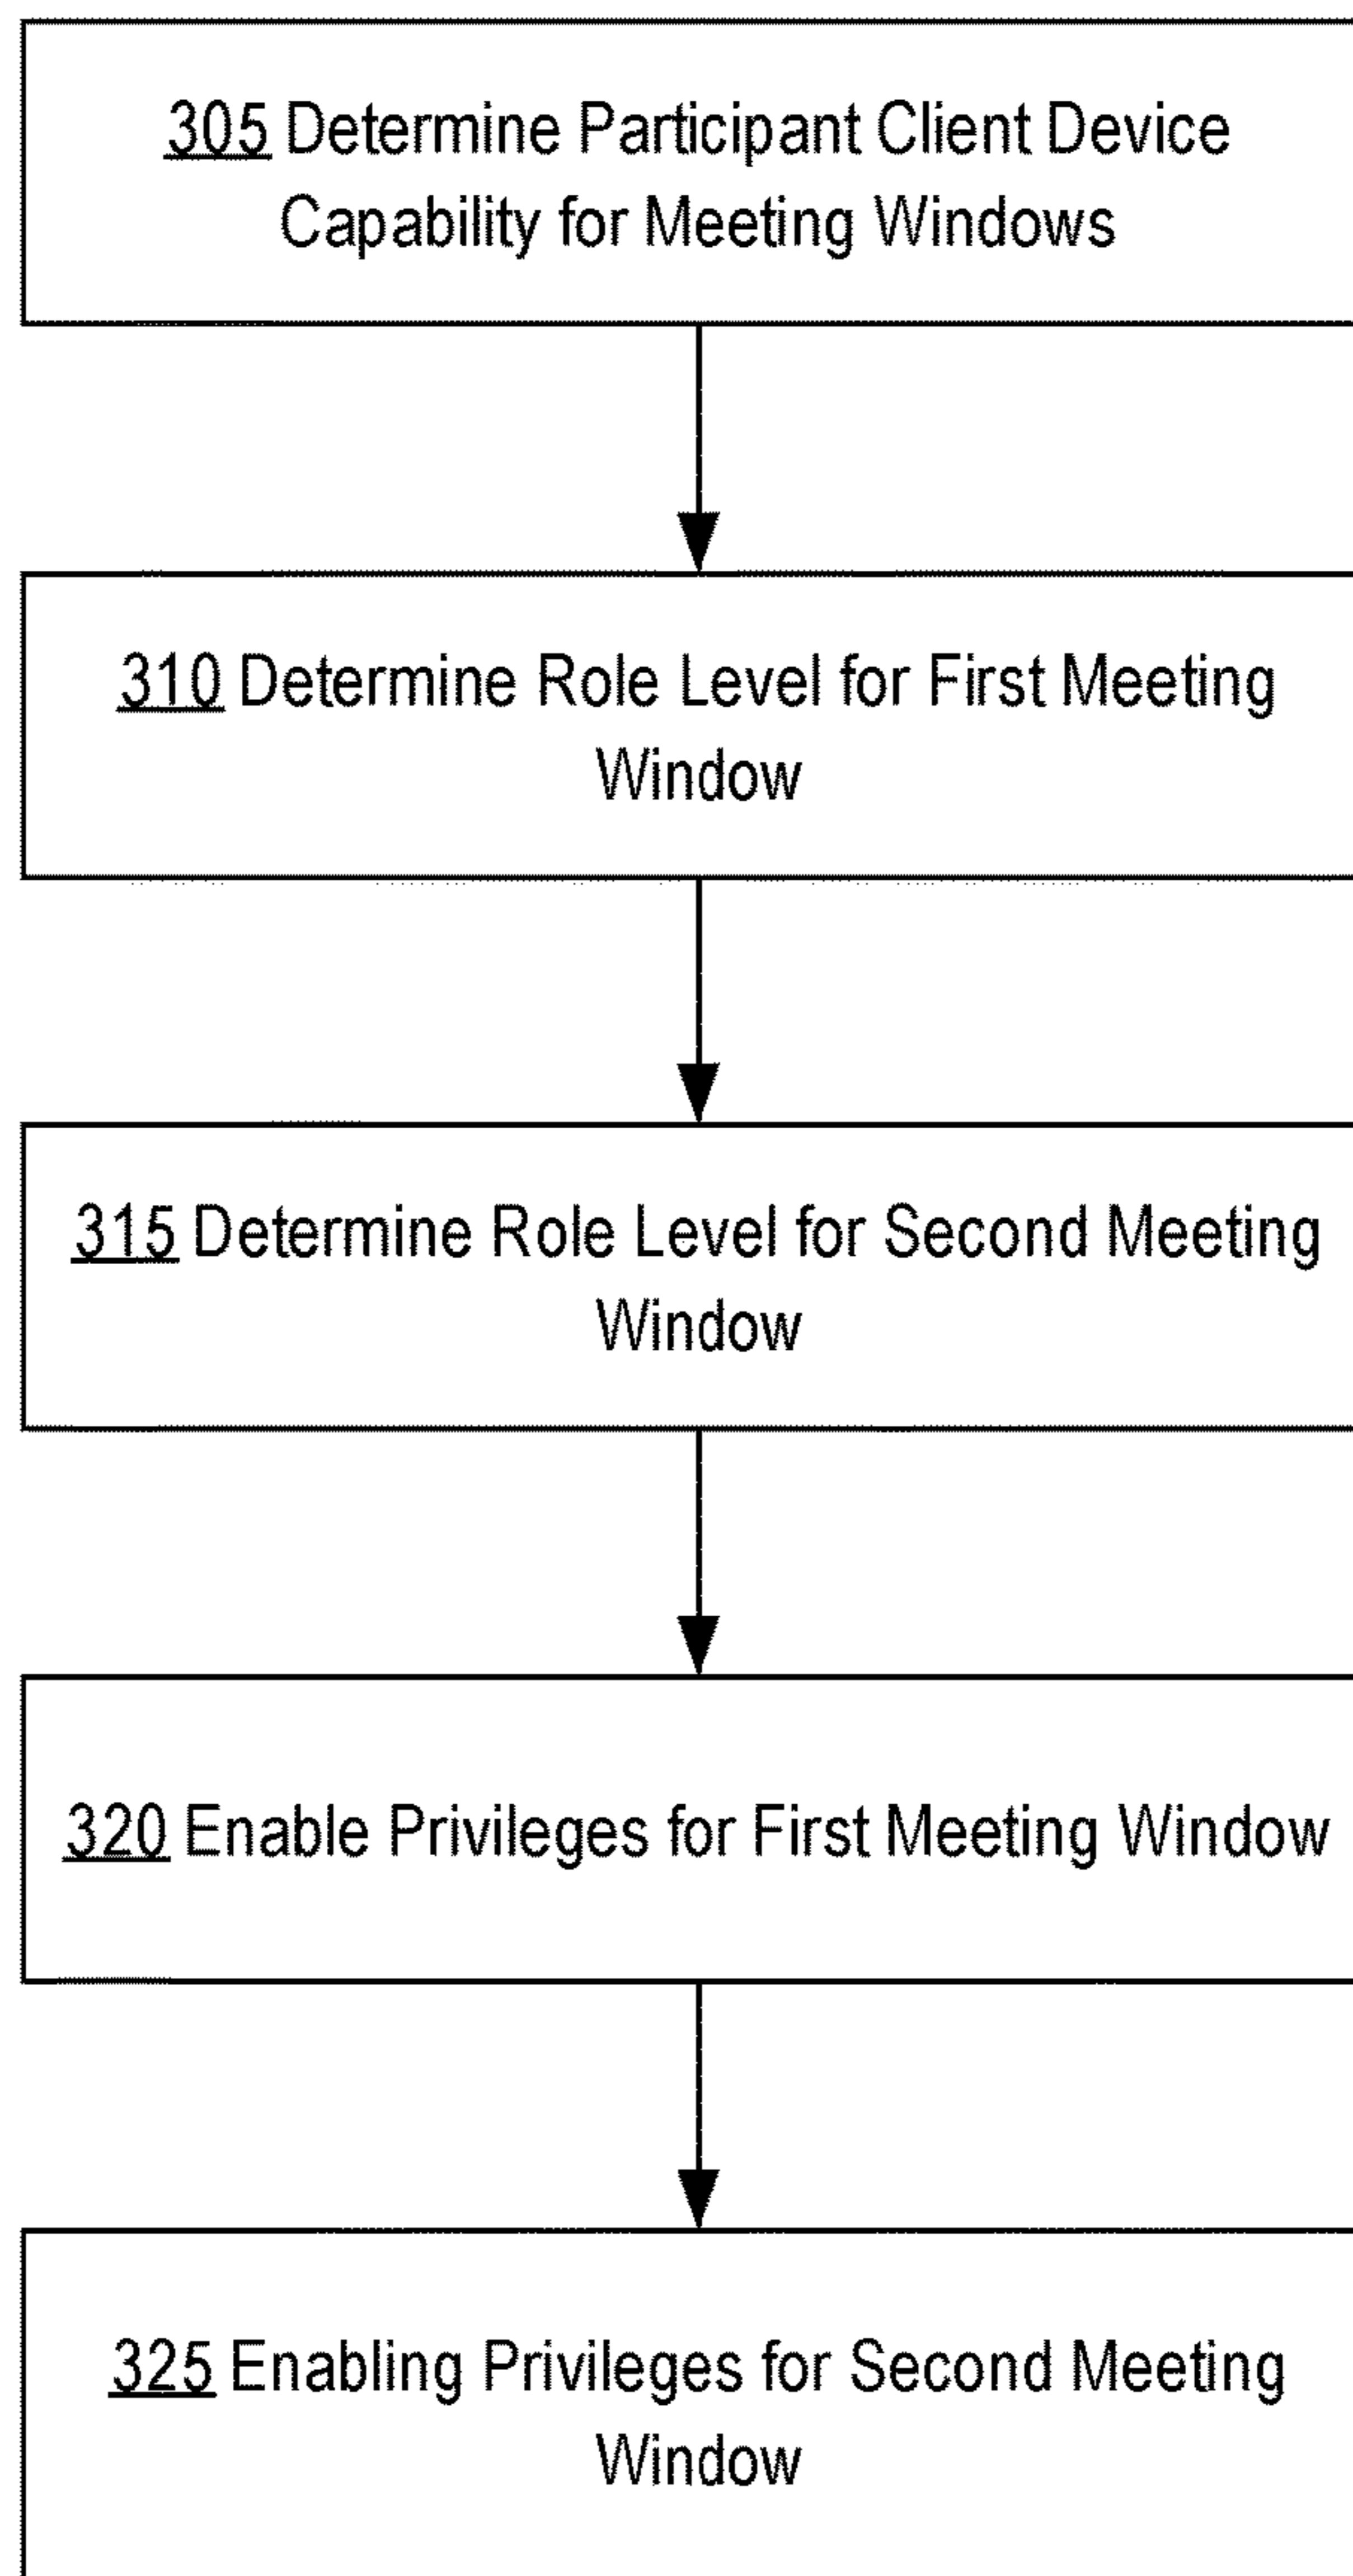 305 Determine Participant Client Device
Capability for Meeting Windows
310 Determine Role Level for First Meeting
Window
315 Determine Role Level for Second Meeting
Window
320 Enable Privileges for First Meeting Window
325 Enabling Privileges for Second Meeting
Window